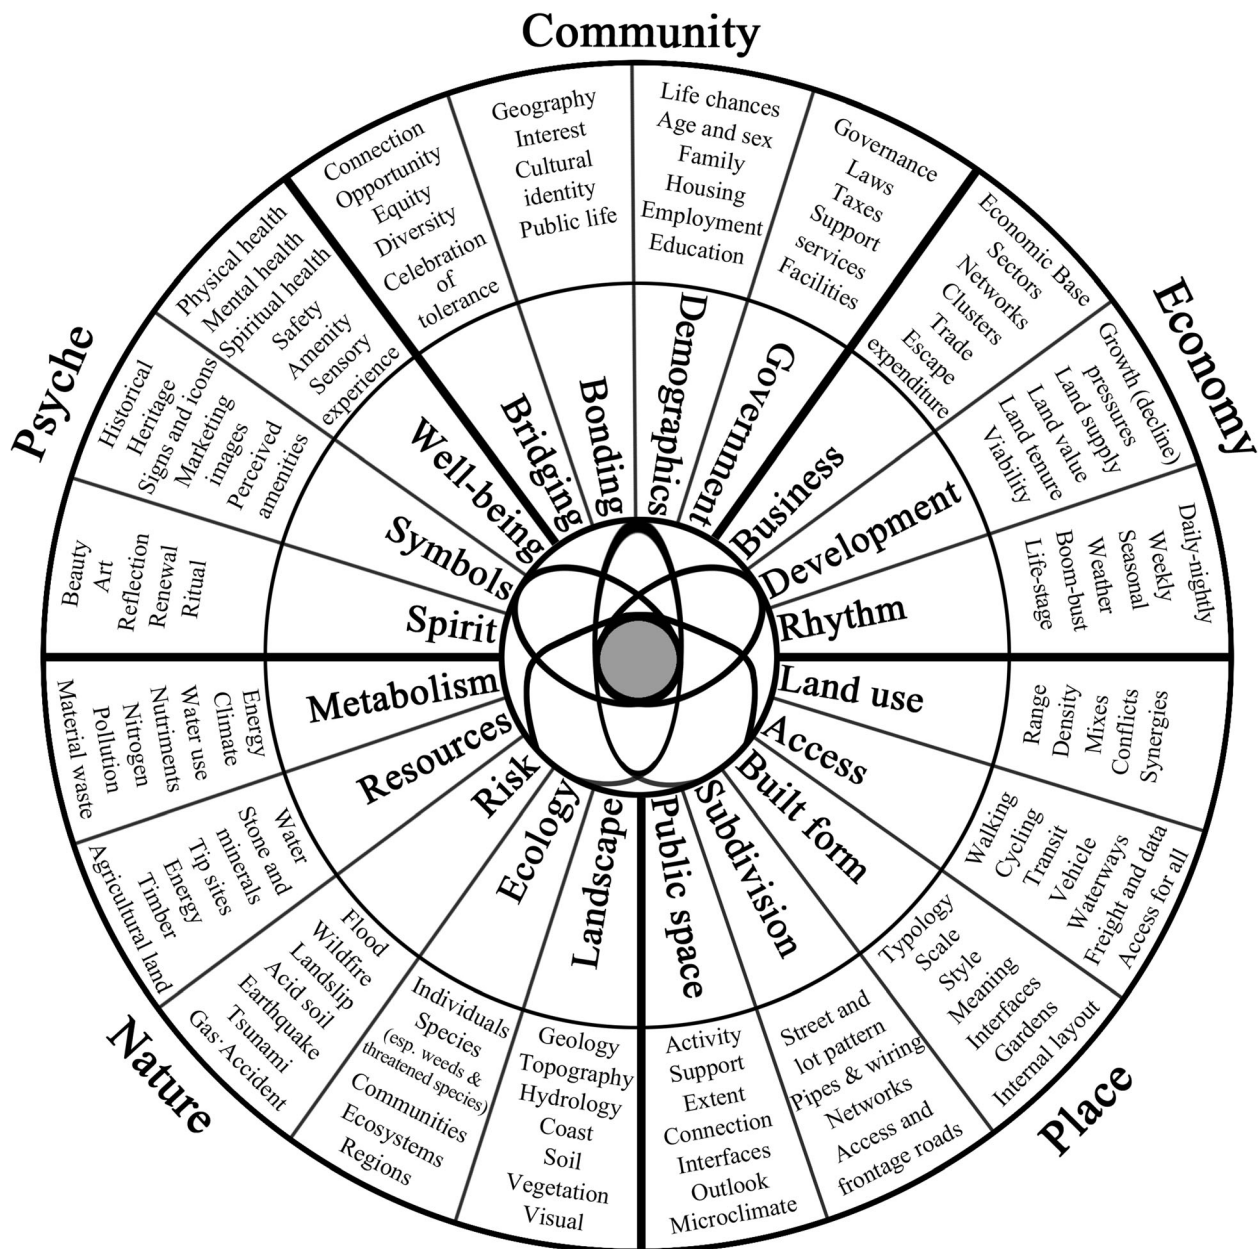 Community
Connection
Opportunity
Equity
Diversity
Celebration
of
tolerance
Bridging
Geography
Interest
Cultural
identity
Public life
Bonding
Life chances
Age and sex
Family
Housing
Employment
Education
Demographics
Governance
Laws
Taxes
Support
services
Facilities
Government
Economy
Economic Base
Sectors
Networks
Clusters
Trade
Escape
expenditure
Business
Growth (decline)
pressures
Land supply
Land value
Land tenure
Viability
Development
Daily-nightly
Weekly
Seasonal
Weather
Boom-bust
Life-stage
Rhythm
Place
Range
Density
Mixes
Conflicts
Synergies
Land use
Walking
Cycling
Transit
Vehicle
Waterways
Freight and data
Access for all
Access
Typology
Scale
Style
Meaning
Interfaces
Gardens
Internal layout
Built form
Street and
lot pattern
Pipes & wiring
Networks
Access and
frontage roads
Subdivision
Activity
Support
Extent
Connection
Interfaces
Outlook
Microclimate
Public space
Nature
Geology
Topography
Hydrology
Coast
Soil
Vegetation
Visual
Landscape
Individuals
Species
(esp. weeds &
threatened species)
Communities
Ecosystems
Regions
Ecology
Flood
Wildfire
Landslip
Acid soil
Earthquake
Tsunami
Gas·Accident
Risk
Water
Stone and
minerals
Tip sites
Energy
Timber
Agricultural land
Resources
Energy
Climate
Water use
Nutriments
Nitrogen
Pollution
Material waste
Metabolism
Psyche
Beauty
Art
Reflection
Renewal
Ritual
Spirit
Historical
Heritage
Signs and icons
Marketing
images
Perceived
amenities
Symbols
Physical health
Mental health
Spiritual health
Safety
Amenity
Sensory
experience
Well-being